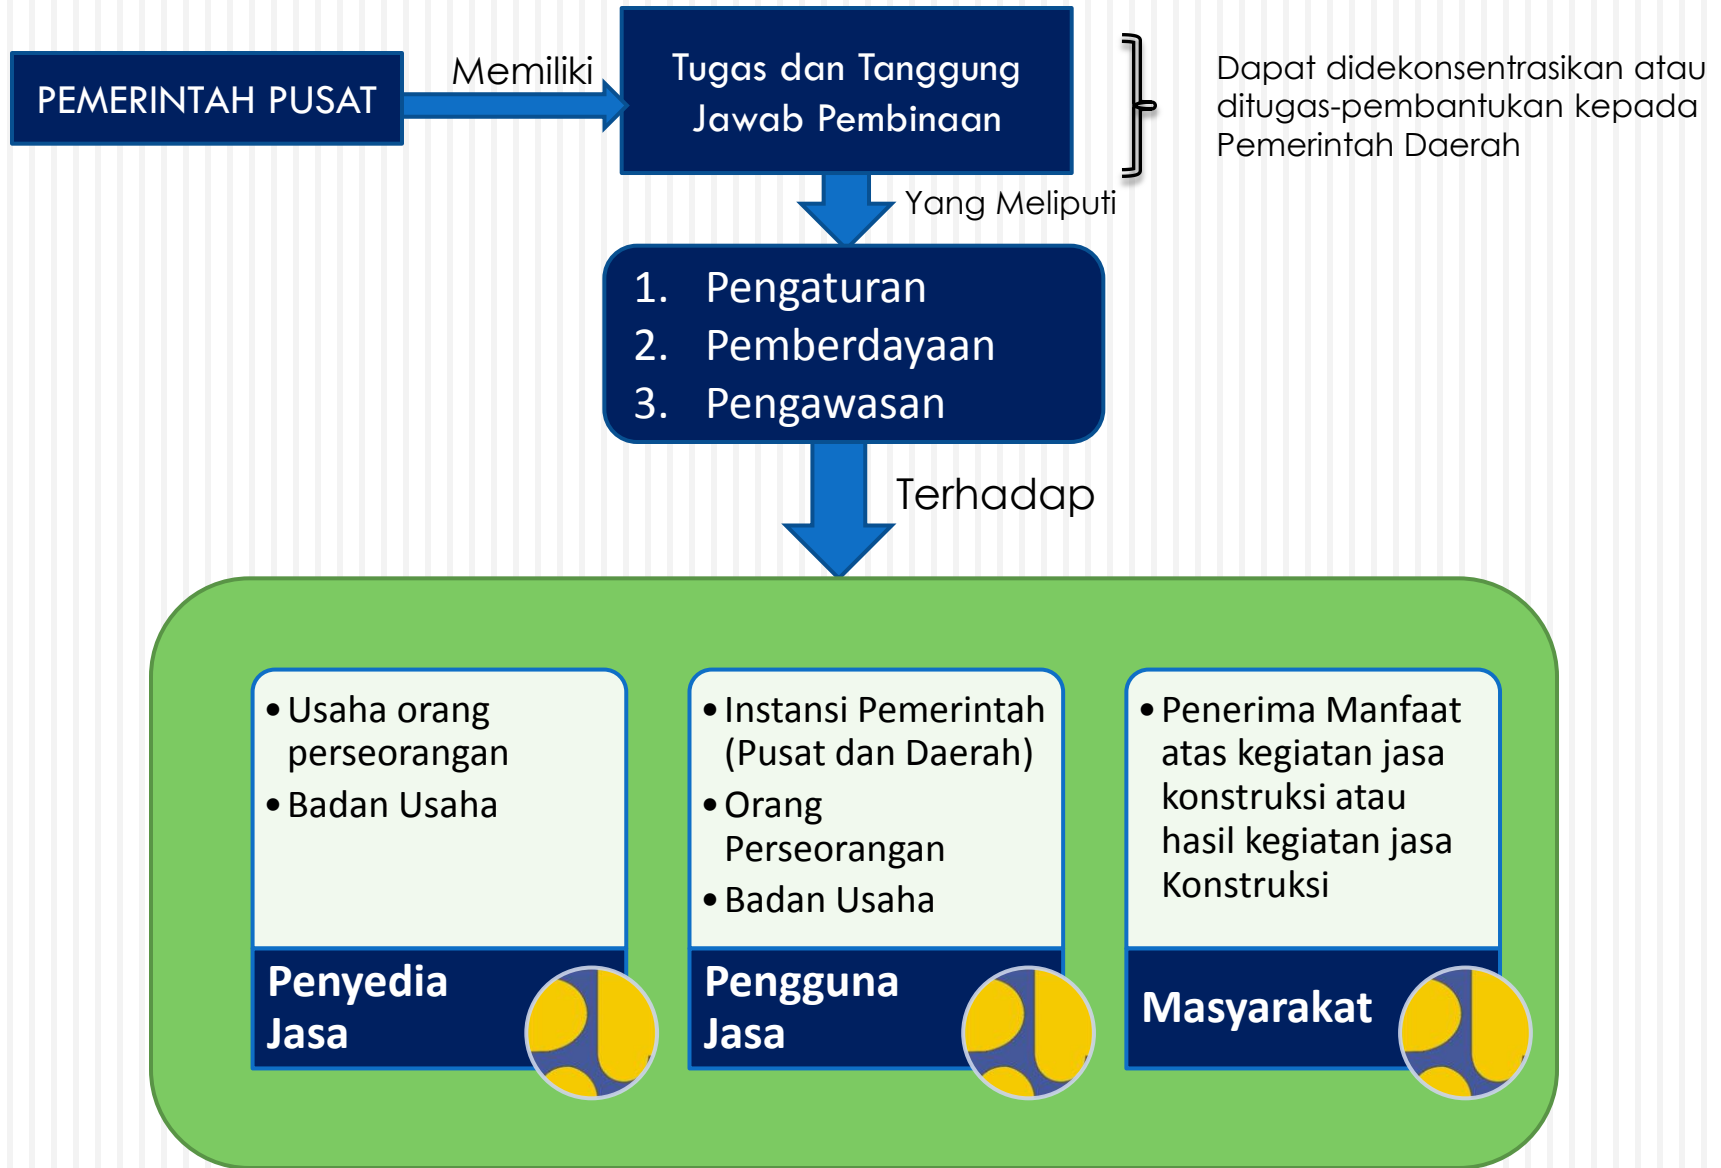 PEMERINTAH PUSAT
Memiliki
Tugas dan Tanggung
Jawab Pembinaan
Dapat didekonsentrasikan atau
ditugas-pembantukan kepada
Pemerintah Daerah
Yang Meliputi
1. Pengaturan
2. Pemberdayaan
3. Pengawasan
Terhadap
• Usaha orang
perseorangan
• Badan Usaha
Penyedia
Jasa
• Instansi Pemerintah
(Pusat dan Daerah)
• Orang
Perseorangan
• Badan Usaha
Pengguna
Jasa
• Penerima Manfaat
atas kegiatan jasa
konstruksi atau
hasil kegiatan jasa
Konstruksi
Masyarakat